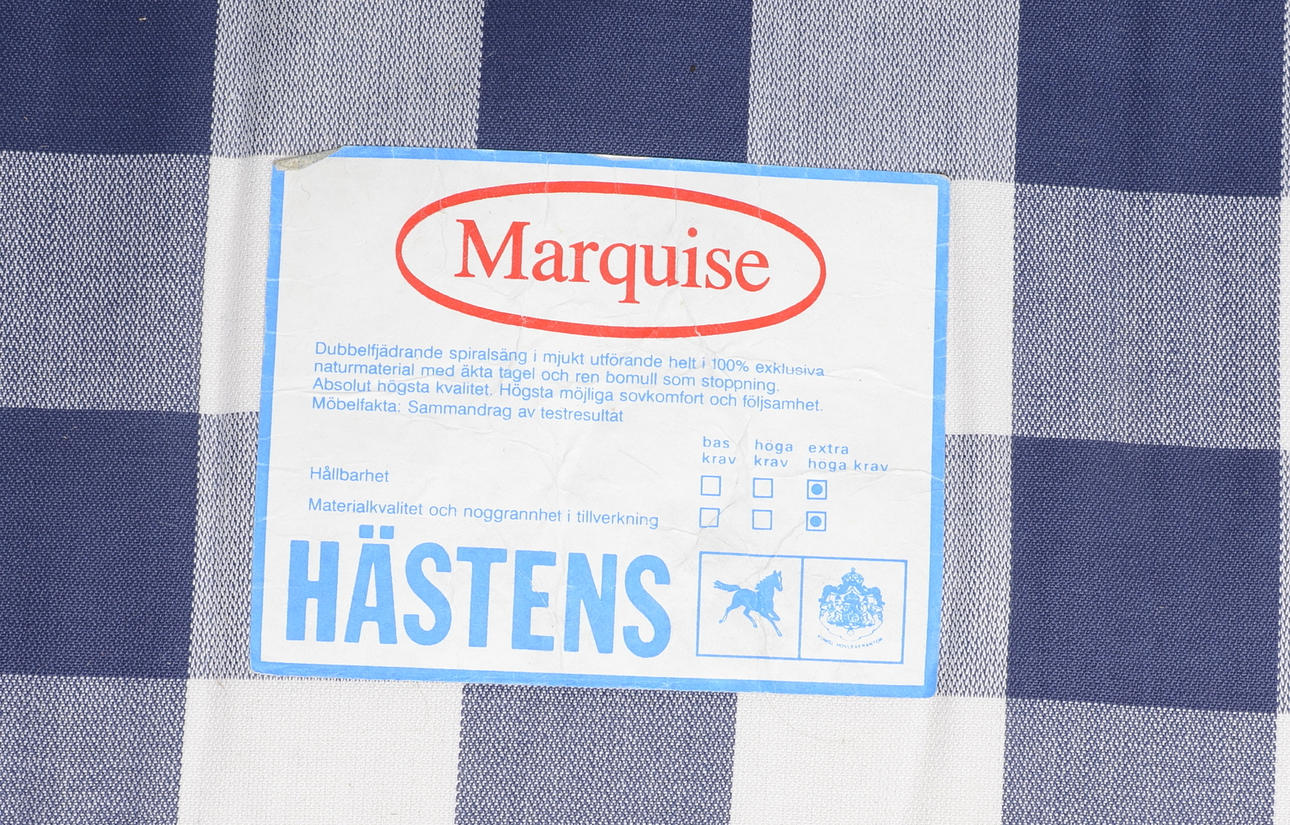 Marquise
Dubbelfjädrande spiralsäng i mjukt utförande helt i 100% exklusiva
naturmaterial med äkta tagel och ren bomull som stoppning.
Absolut högsta kvalitet. Högsta möjliga sovkomfort och följsamhet.
Möbelfakta: Sammandrag av testresultat
bas höga extra
krav krav höga krav
Hållbarhet
Materialkvalitet och noggrannhet i tillverkning
HÄSTENS
KUNGL HOVLEVERANTÖR